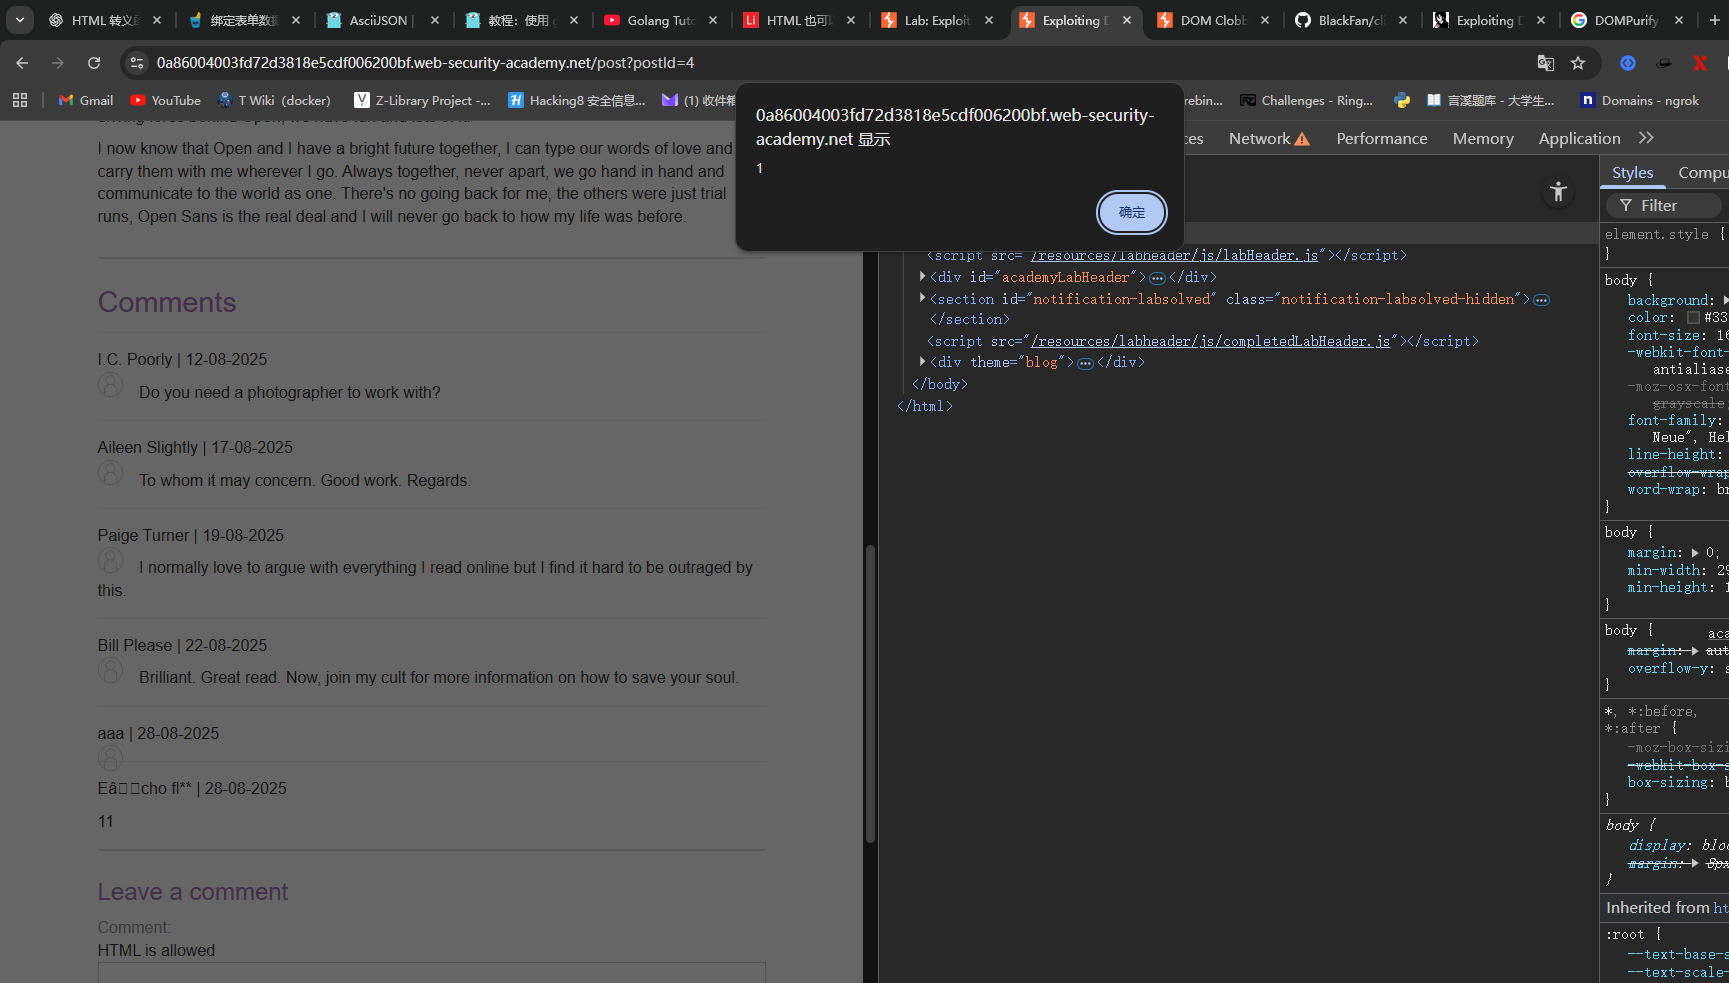 HTML 转义
绑定表单数据
AsciiJSON |
教程：使用 g
Golang Tuto
HTML 也可以
Lab: Exploit
Exploiting D
DOM Clobb
BlackFan/cli
Exploiting D
DOMPurify
0a86004003fd72d3818e5cdf006200bf.web-security-academy.net/post?postId=4
Gmail
YouTube
T Wiki（docker）
Z-Library Project -...
Hacking8 安全信息...
(1) 收件箱
rebin...
Challenges - Ring...
言溪题库 - 大学生...
Domains - ngrok
0a86004003fd72d3818e5cdf006200bf.web-security-
academy.net 显示
1
确定
I now know that Open and I have a bright future together, I can type our words of love and
carry them with me wherever I go. Always together, never apart, we go hand in hand and
communicate to the world as one. There's no going back for me, the others were just trial
runs, Open Sans is the real deal and I will never go back to how my life was before.
Comments
I.C. Poorly | 12-08-2025
Do you need a photographer to work with?
Aileen Slightly | 17-08-2025
To whom it may concern. Good work. Regards.
Paige Turner | 19-08-2025
I normally love to argue with everything I read online but I find it hard to be outraged by
this.
Bill Please | 22-08-2025
Brilliant. Great read. Now, join my cult for more information on how to save your soul.
aaa | 28-08-2025
Eâ▯▯cho fl** | 28-08-2025
11
Leave a comment
Comment:
HTML is allowed
ces
Network
Performance
Memory
Application
<script src="/resources/labheader/js/labHeader.js"></script>
<div id="academyLabHeader"> ··· </div>
<section id="notification-labsolved" class="notification-labsolved-hidden"> ···
</section>
<script src="/resources/labheader/js/completedLabHeader.js"></script>
<div theme="blog"> ··· </div>
</body>
</html>
Styles
Compu
Filter
element.style {
}
body {
background:
color: #33
font-size: 16
-webkit-font-
antialiase
-moz-osx-font
grayscale;
font-family:
Neue", Hel
line-height:
overflow-wrap
word-wrap: br
}
body {
margin: 0;
min-width: 29
min-height: 1
}
body {
aca
margin: aut
overflow-y: s
}
*, *:before,
*:after {
-moz-box-sizi
-webkit-box-s
box-sizing: b
}
body {
display: bloc
margin: 8px
}
Inherited from ht
:root {
--text-base-s
--text-scale-